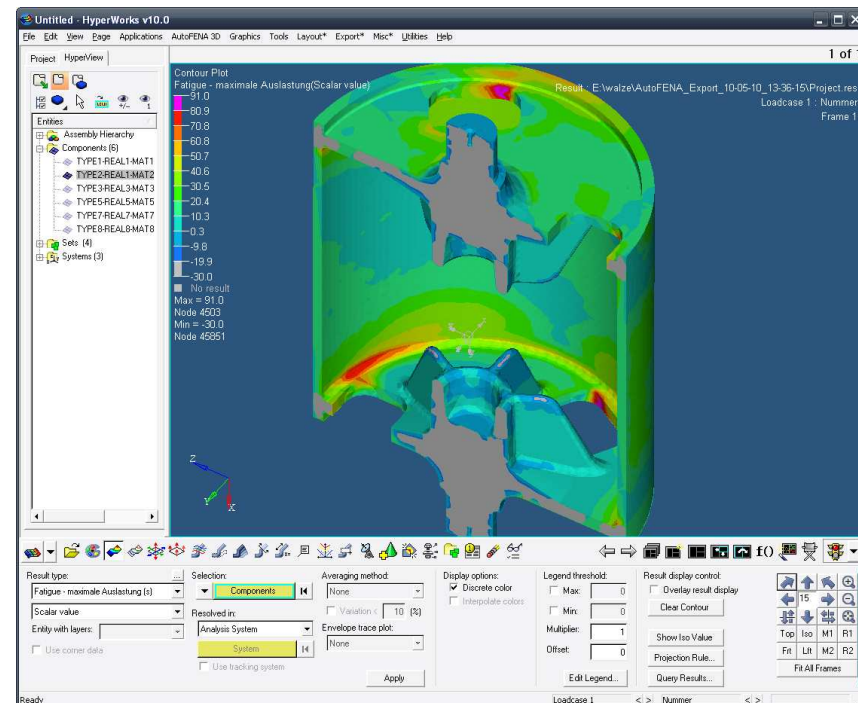 Untitled - HyperWorks v10.0
File Edit View Page Applications AutoFENA 3D Graphics Tools Layout* Export* Misc* Utilities Help
Project HyperView
1 of 1
Entities
Assembly Hierarchy
Components (6)
TYPE1-REAL1-MAT1
TYPE2-REAL1-MAT2
TYPE3-REAL3-MAT3
TYPE5-REAL5-MAT5
TYPE7-REAL7-MAT7
TYPE8-REAL8-MAT8
Sets (4)
Systems (3)
Contour Plot
Fatigue - maximale Auslastung(Scalar value)
91.0
80.9
70.8
60.8
50.7
40.6
30.5
20.4
10.3
0.3
-9.8
-19.9
-30.0
No result
Max = 91.0
Node 4503
Min = -30.0
Node 45851
Result : E:\walze\AutoFENA_Export_10-05-10_13-36-15\Project.res
Loadcase 1 : Nummer
Frame 1
Z
Y
X
f()
Result type:
...
Fatigue - maximale Auslastung (s)
Scalar value
Entity with layers:
Use corner data
Selection:
Components
Resolved in:
Analysis System
System
Use tracking system
Averaging method:
None
Variation <
10 (%)
Envelope trace plot:
None
Apply
Display options:
Discrete color
Interpolate colors
Legend threshold:
Max: 0
Min: 0
Multiplier: 1
Offset: 0
Edit Legend...
Result display control:
Overlay result display
Clear Contour
Show Iso Value
Projection Rule...
Query Results...
15
Top Iso M1 R1
Frt Lft M2 R2
Fit All Frames
Ready
Loadcase 1
< >
Nummer
< >